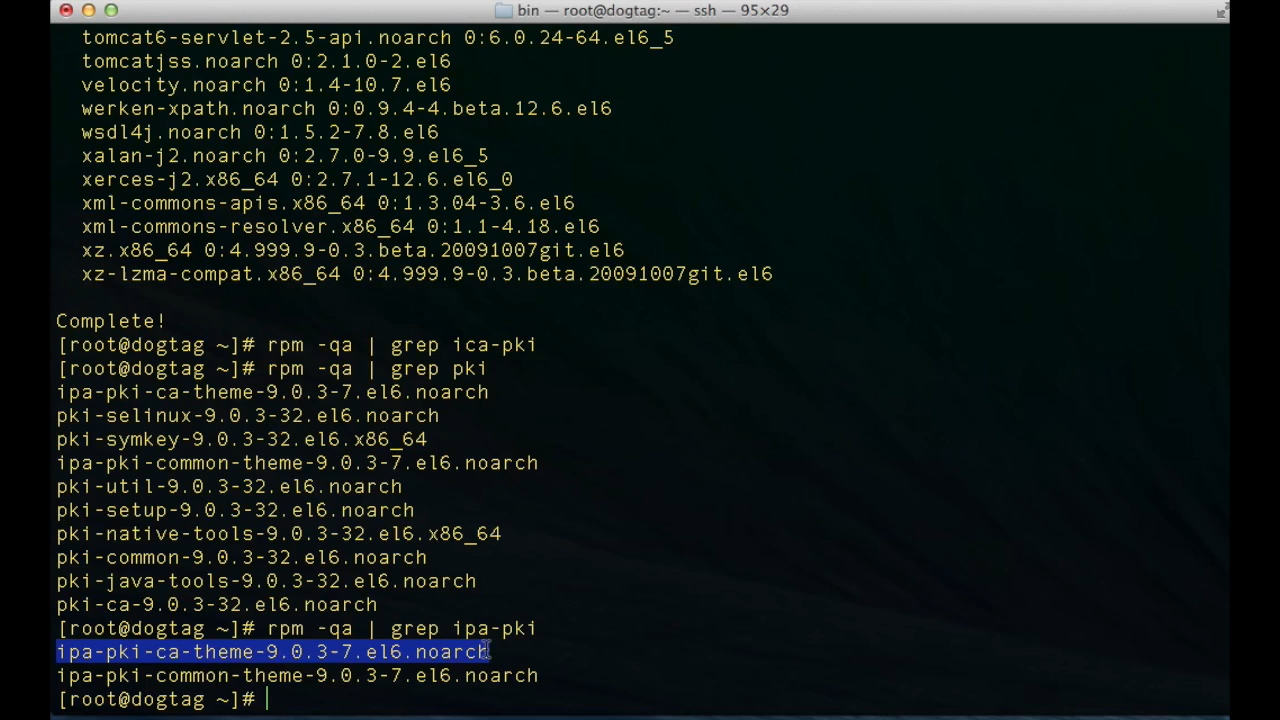 bin — root@dogtag:~ — ssh — 95×29
tomcat6-servlet-2.5-api.noarch 0:6.0.24-64.el6_5
tomcatjss.noarch 0:2.1.0-2.el6
velocity.noarch 0:1.4-10.7.el6
werken-xpath.noarch 0:0.9.4-4.beta.12.6.el6
wsdl4j.noarch 0:1.5.2-7.8.el6
xalan-j2.noarch 0:2.7.0-9.9.el6_5
xerces-j2.x86_64 0:2.7.1-12.6.el6_0
xml-commons-apis.x86_64 0:1.3.04-3.6.el6
xml-commons-resolver.x86_64 0:1.1-4.18.el6
xz.x86_64 0:4.999.9-0.3.beta.20091007git.el6
xz-lzma-compat.x86_64 0:4.999.9-0.3.beta.20091007git.el6
Complete!
[root@dogtag ~]# rpm -qa | grep ica-pki
[root@dogtag ~]# rpm -qa | grep pki
ipa-pki-ca-theme-9.0.3-7.el6.noarch
pki-selinux-9.0.3-32.el6.noarch
pki-symkey-9.0.3-32.el6.x86_64
ipa-pki-common-theme-9.0.3-7.el6.noarch
pki-util-9.0.3-32.el6.noarch
pki-setup-9.0.3-32.el6.noarch
pki-native-tools-9.0.3-32.el6.x86_64
pki-common-9.0.3-32.el6.noarch
pki-java-tools-9.0.3-32.el6.noarch
pki-ca-9.0.3-32.el6.noarch
[root@dogtag ~]# rpm -qa | grep ipa-pki
ipa-pki-ca-theme-9.0.3-7.el6.noarch
ipa-pki-common-theme-9.0.3-7.el6.noarch
[root@dogtag ~]#